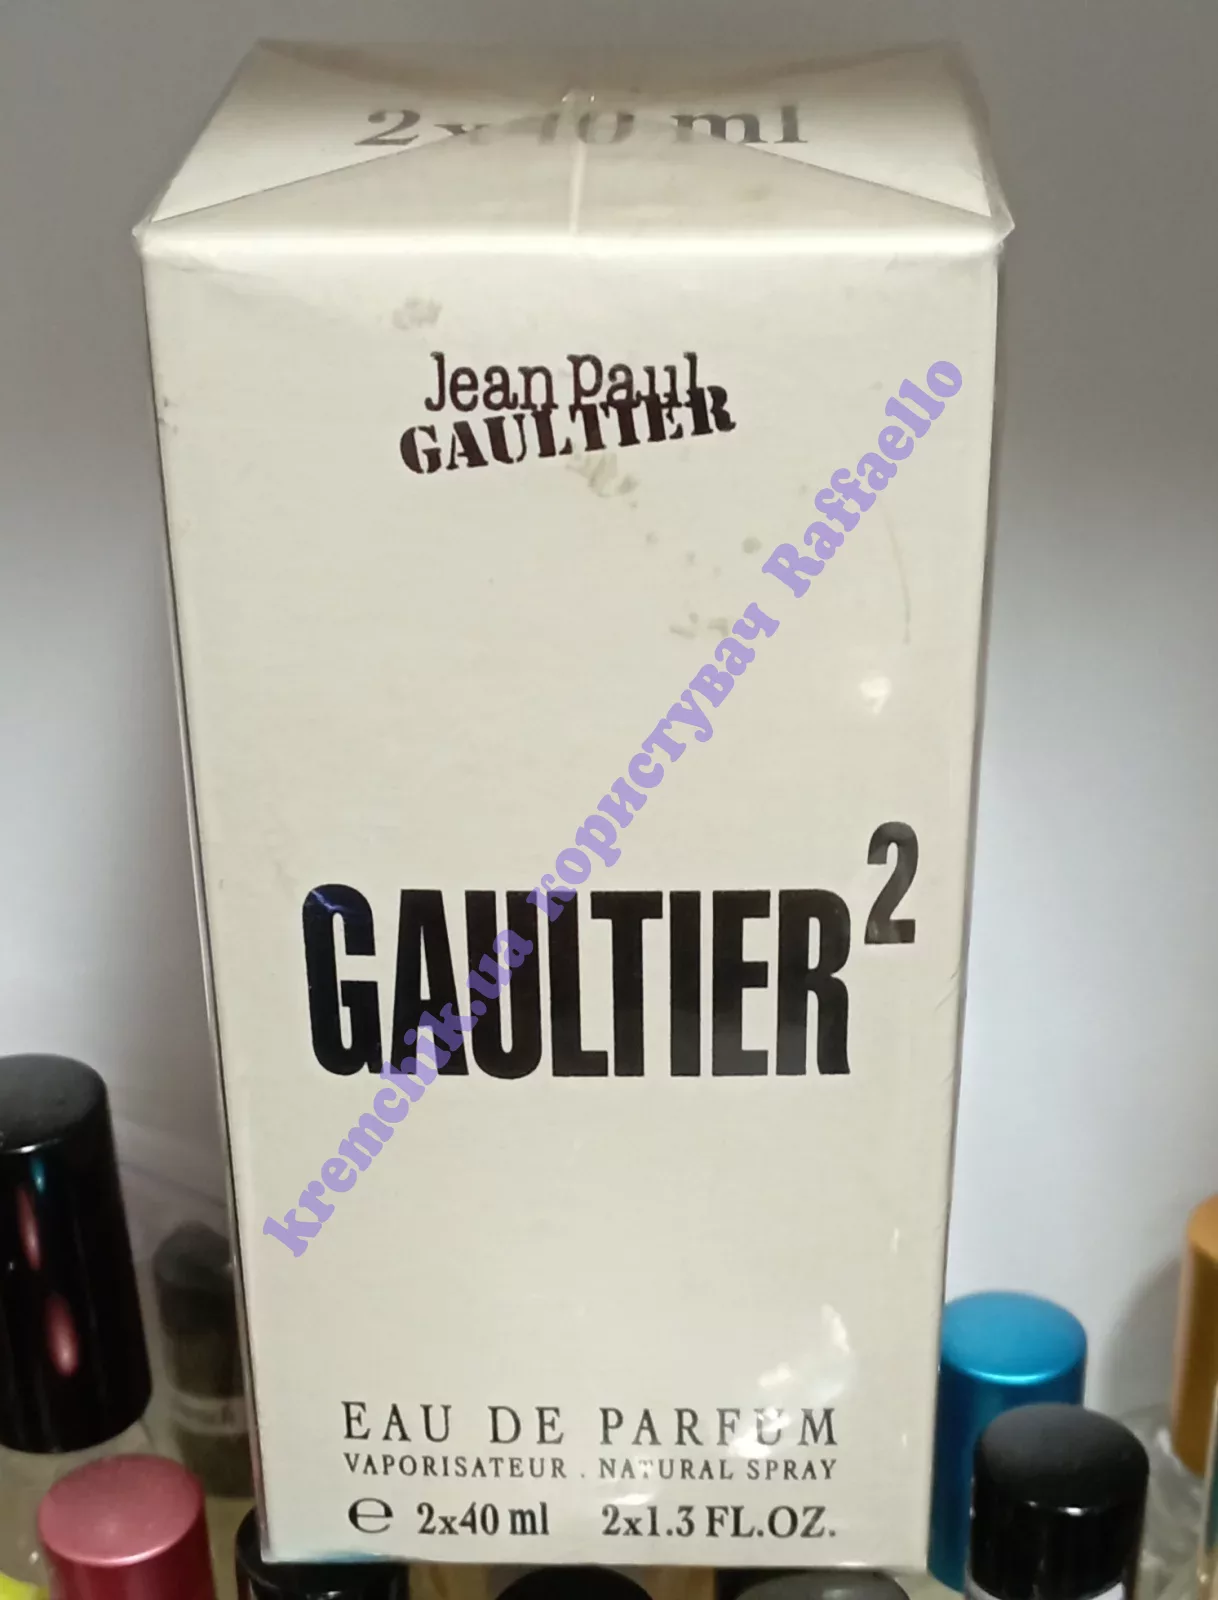 2x40 ml
Jean Paul
GAULTIER
GAULTIER²
kremchik.ua користувач Raffaello
EAU DE PARFUM
VAPORISATEUR . NATURAL SPRAY
℮ 2x40 ml 2x1.3 FL.OZ.